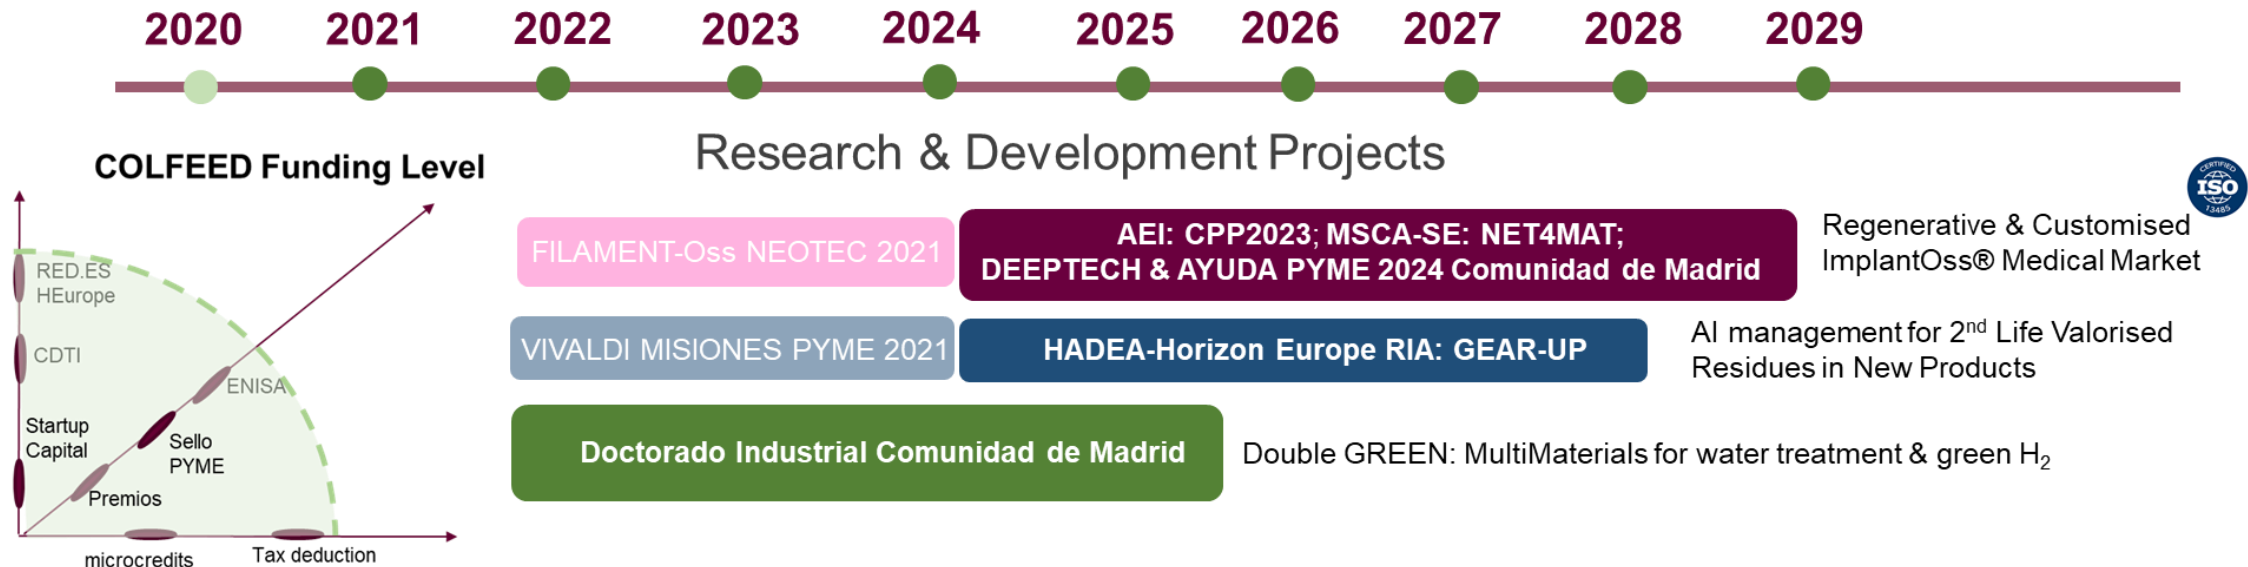 2020 2021 2022 2023 2024 2025 2026 2027 2028 2029
Research & Development Projects
COLFEED Funding Level
RED.ES
HEurope
CDTI
ENISA
Startup
Capital
Sello
PYME
Premios
microcredits
Tax deduction
FILAMENT-Oss NEOTEC 2021
AEI: CPP2023; MSCA-SE: NET4MAT;
DEEPTECH & AYUDA PYME 2024 Comunidad de Madrid
Regenerative & Customised
ImplantOss® Medical Market
CERTIFIED
ISO
13485
VIVALDI MISIONES PYME 2021
HADEA-Horizon Europe RIA: GEAR-UP
AI management for 2nd Life Valorised
Residues in New Products
Doctorado Industrial Comunidad de Madrid
Double GREEN: MultiMaterials for water treatment & green H2